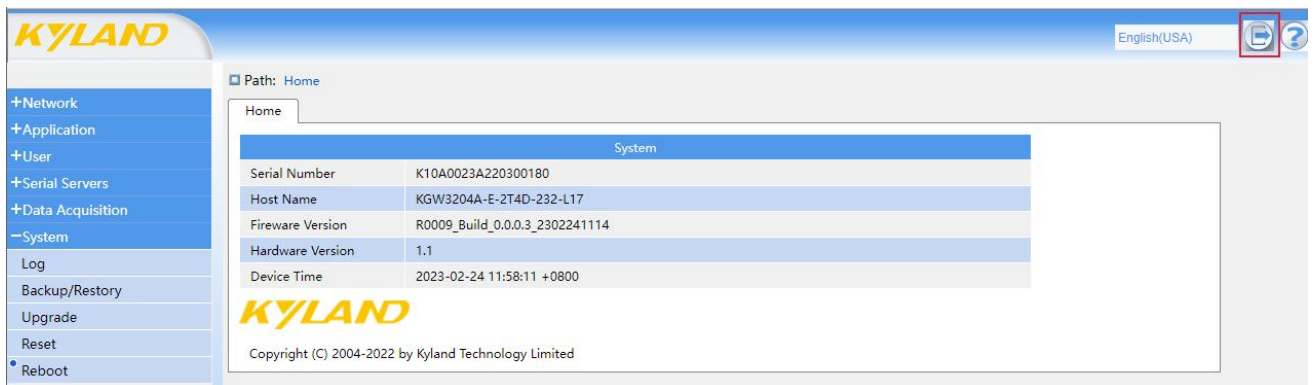 KYLAND
English(USA)
Path: Home
+Network
+Application
+User
+Serial Servers
+Data Acquisition
−System
Log
Backup/Restory
Upgrade
Reset
Reboot
Home
System
Serial Number K10A0023A220300180
Host Name KGW3204A-E-2T4D-232-L17
Fireware Version R0009_Build_0.0.0.3_2302241114
Hardware Version 1.1
Device Time 2023-02-24 11:58:11 +0800
KYLAND
Copyright (C) 2004-2022 by Kyland Technology Limited